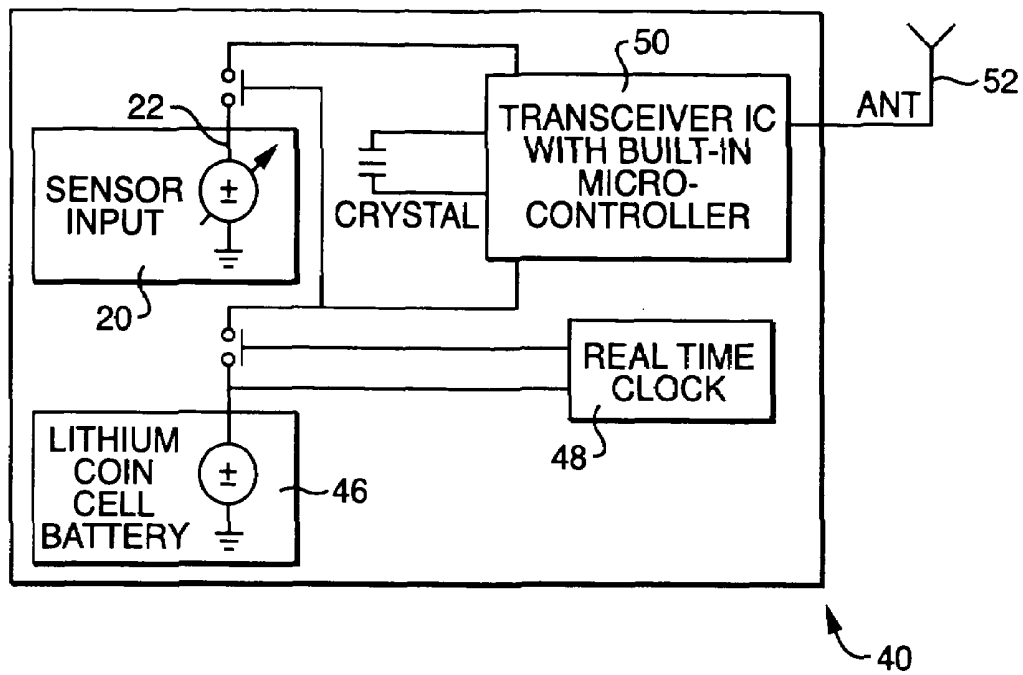 50
52
ANT
22
TRANSCEIVER IC
WITH BUILT-IN
MICRO-
CONTROLLER
SENSOR
INPUT
CRYSTAL
20
REAL TIME
CLOCK
48
LITHIUM
COIN
CELL
BATTERY
46
40